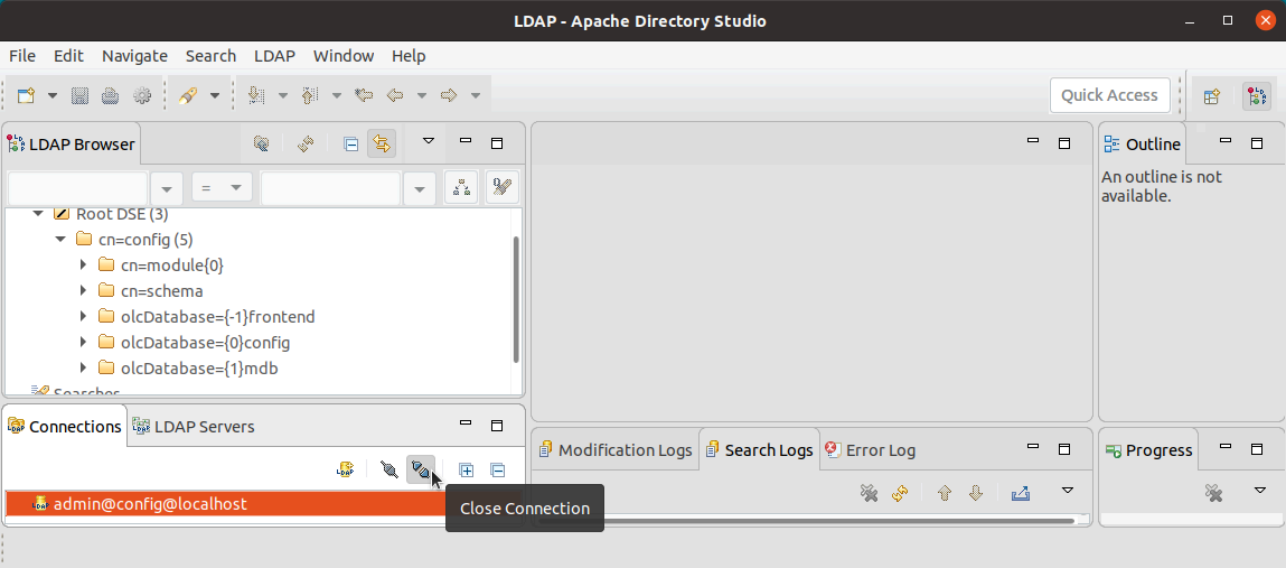 LDAP - Apache Directory Studio
File Edit Navigate Search LDAP Window Help
Quick Access
LDAP Browser
=
Root DSE (3)
cn=config (5)
cn=module{0}
cn=schema
olcDatabase={-1}frontend
olcDatabase={0}config
olcDatabase={1}mdb
Searches
Outline
An outline is not
available.
Connections LDAP Servers
admin@config@localhost
Close Connection
Modification Logs Search Logs Error Log
Progress